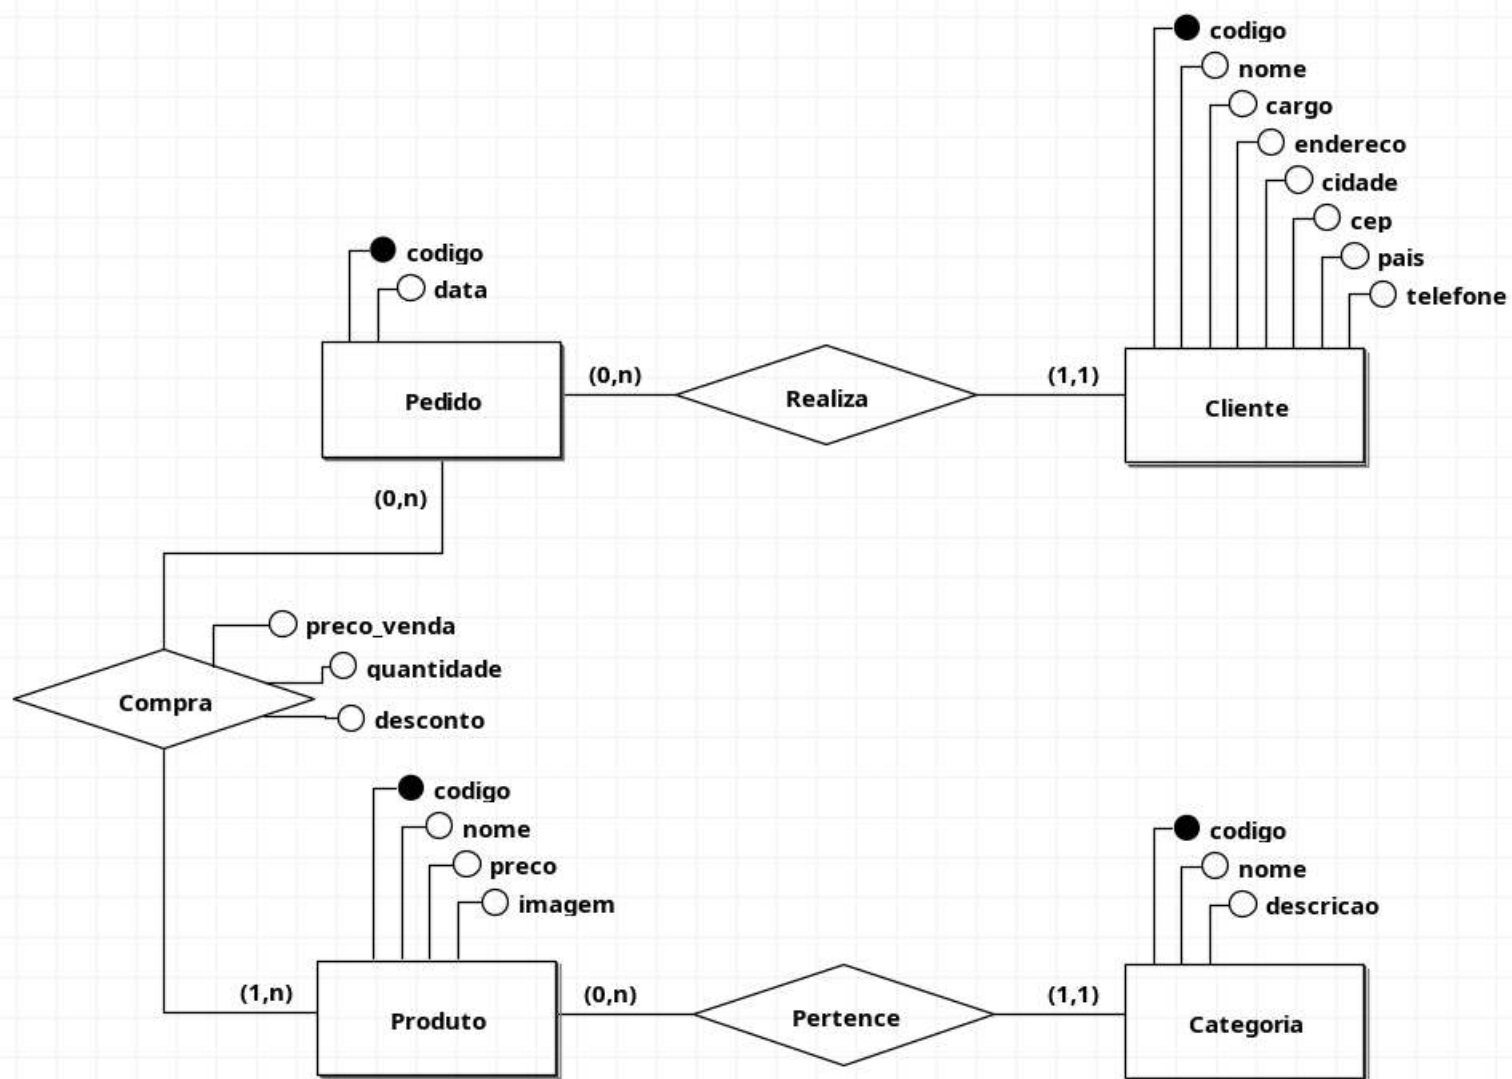 codigo
nome
cargo
endereco
cidade
cep
pais
telefone
codigo
data
Pedido
(0,n)
Realiza
(1,1)
Cliente
(0,n)
preco_venda
quantidade
desconto
Compra
codigo
nome
preco
imagem
codigo
nome
descricao
(1,n)
Produto
(0,n)
Pertence
(1,1)
Categoria